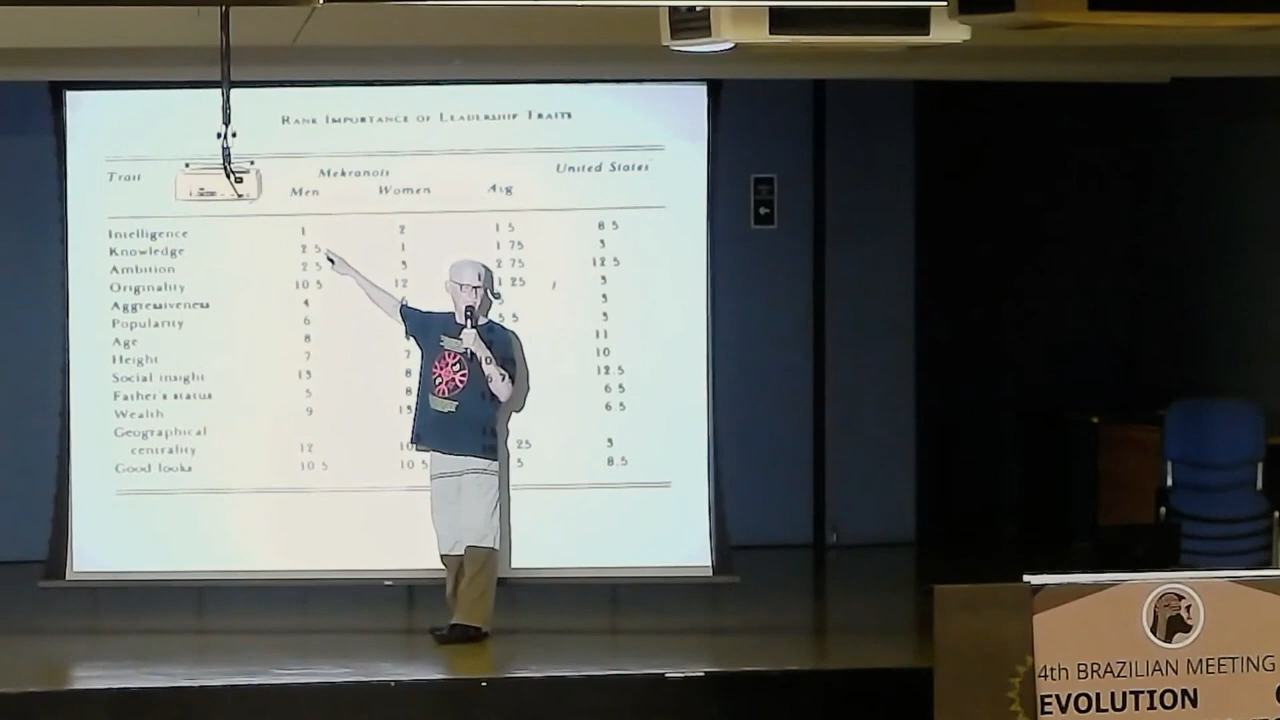 RANK IMPORTANCE OF LEADERSHIP TRAITS
Trait Mekranoti United States
Men Women Avg
Intelligence 1 2 1 5 8 5
Knowledge 2 5 1 1 75 3
Ambition 2 5 3 2 75 12 5
Originality 10 5 12 1 25 3
Aggressiveness 4 3
Popularity 6 5 5 3
Age 8 11
Height 7 7 10
Social insight 13 8 12.5
Father's status 5 8 6 5
Wealth 9 13 6.5
Geographical
centrality 12 10 25 3
Good looks 10 5 10 5 5 8.5
4th BRAZILIAN MEETING
EVOLUTION